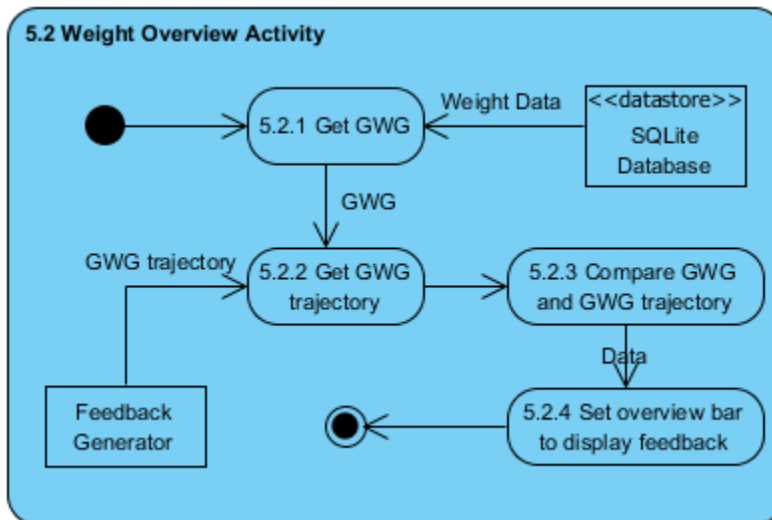 5.2 Weight Overview Activity
5.2.1 Get GWG
Weight Data
<<datastore>>
SQLite
Database
GWG
GWG trajectory
5.2.2 Get GWG
trajectory
5.2.3 Compare GWG
and GWG trajectory
Data
Feedback
Generator
5.2.4 Set overview bar
to display feedback